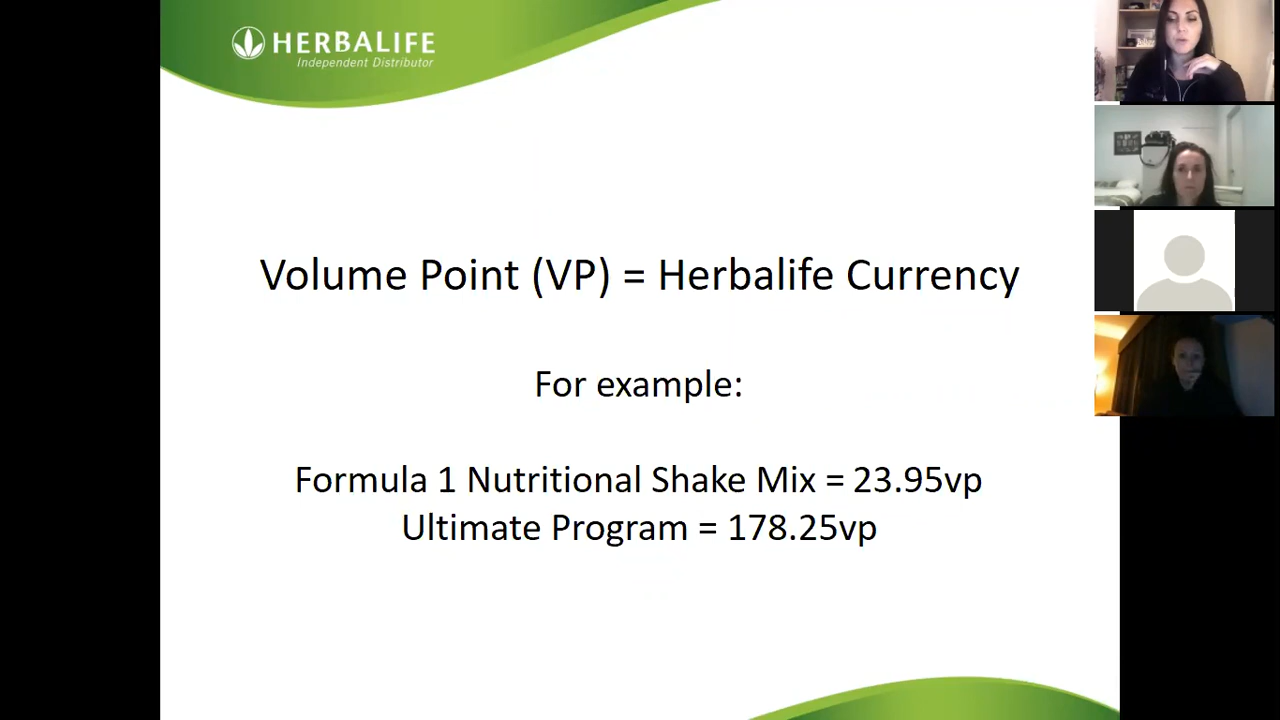 HERBALIFE
Independent Distributor
Volume Point (VP) = Herbalife Currency
For example:
Formula 1 Nutritional Shake Mix = 23.95vp
Ultimate Program = 178.25vp